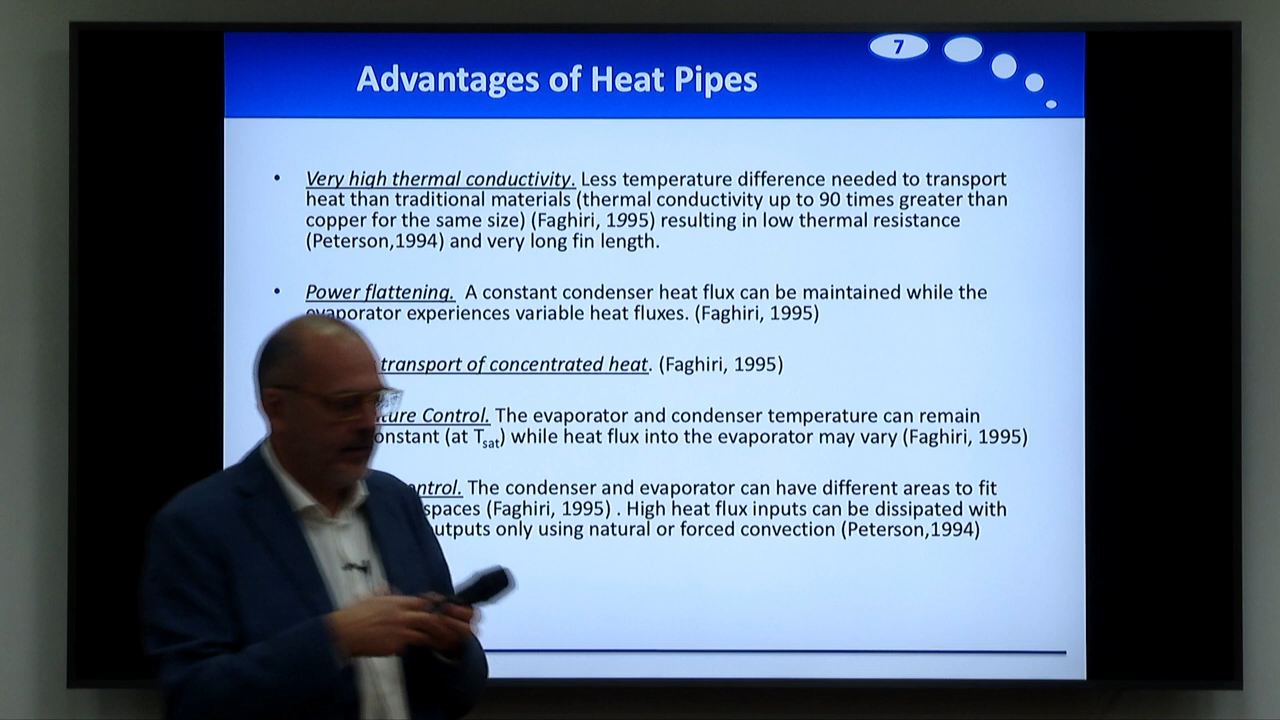 7
Advantages of Heat Pipes
• Very high thermal conductivity. Less temperature difference needed to transport
heat than traditional materials (thermal conductivity up to 90 times greater than
copper for the same size) (Faghiri, 1995) resulting in low thermal resistance
(Peterson,1994) and very long fin length.
• Power flattening. A constant condenser heat flux can be maintained while the
evaporator experiences variable heat fluxes. (Faghiri, 1995)
transport of concentrated heat. (Faghiri, 1995)
Control. The evaporator and condenser temperature can remain
(at Tsat) while heat flux into the evaporator may vary (Faghiri, 1995)
The condenser and evaporator can have different areas to fit
spaces (Faghiri, 1995) . High heat flux inputs can be dissipated with
only using natural or forced convection (Peterson,1994)